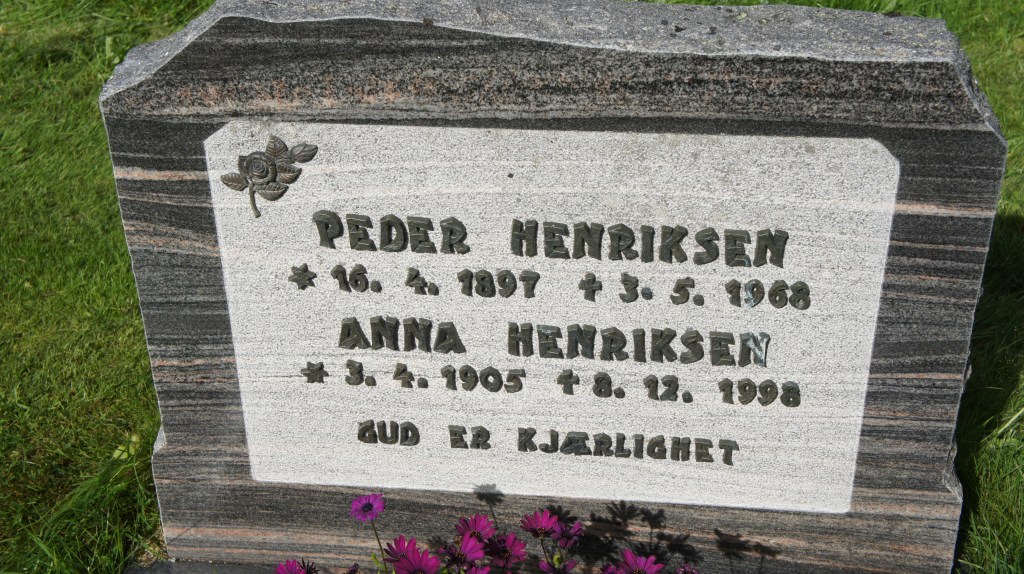 PEDER HENRIKSEN
* 16. 4. 1897 ✝ 3. 5. 1968
ANNA HENRIKSEN
* 3. 4. 1905 ✝ 8. 12. 1998
GUD ER KJÆRLIGHET